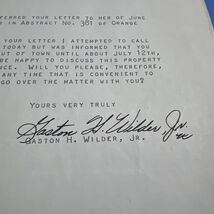 FERRED YOUR LETTER TO HER OF JUNE
IN ABSTRACT NO. 381 OF ORANGE
YOUR LETTER I ATTEMPTED TO CALL
TODAY BUT WAS INFORMED THAT YOU
OUT OF TOWN UNTIL ABOUT JULY 12TH,
BE HAPPY TO DISCUSS THIS PROPERTY
NCE. WILL YOU PLEASE, THEREFORE,
ANY TIME THAT IS CONVENIENT TO
GO OVER THE MATTER WITH YOU?
YOURS VERY TRULY
Gaston H. Wilder, Jr.
GASTON H. WILDER, JR.